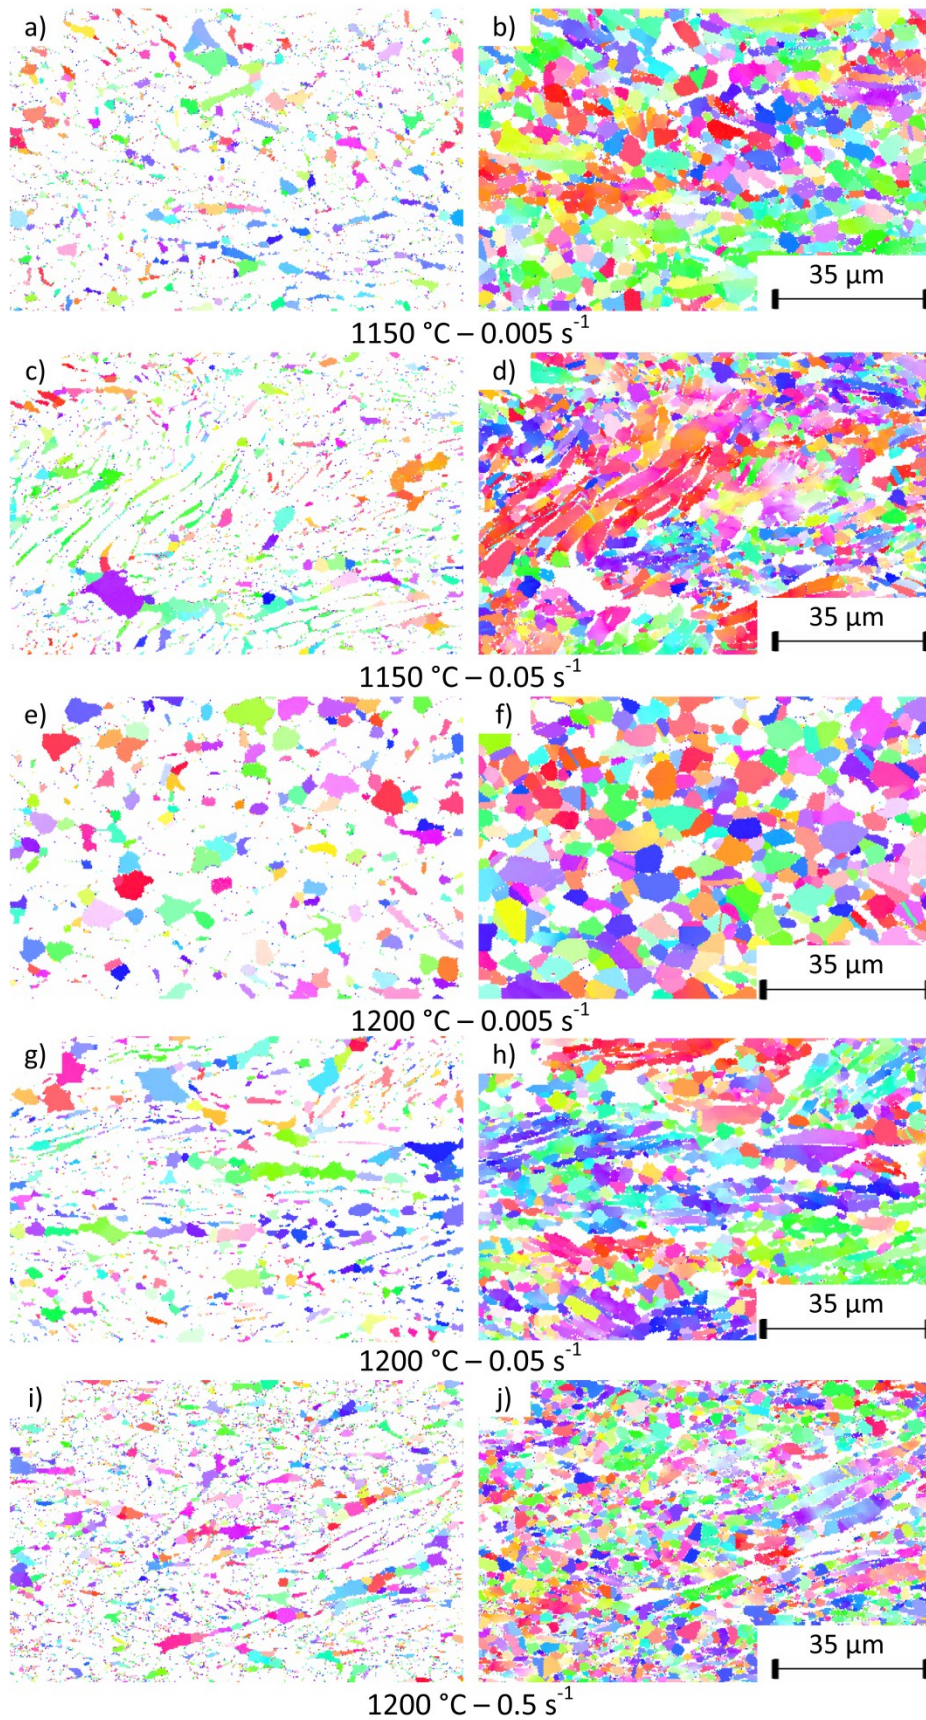 a) b)
35 µm
1150 °C – 0.005 s⁻¹
c) d)
35 µm
1150 °C – 0.05 s⁻¹
e) f)
35 µm
1200 °C – 0.005 s⁻¹
g) h)
35 µm
1200 °C – 0.05 s⁻¹
i) j)
35 µm
1200 °C – 0.5 s⁻¹